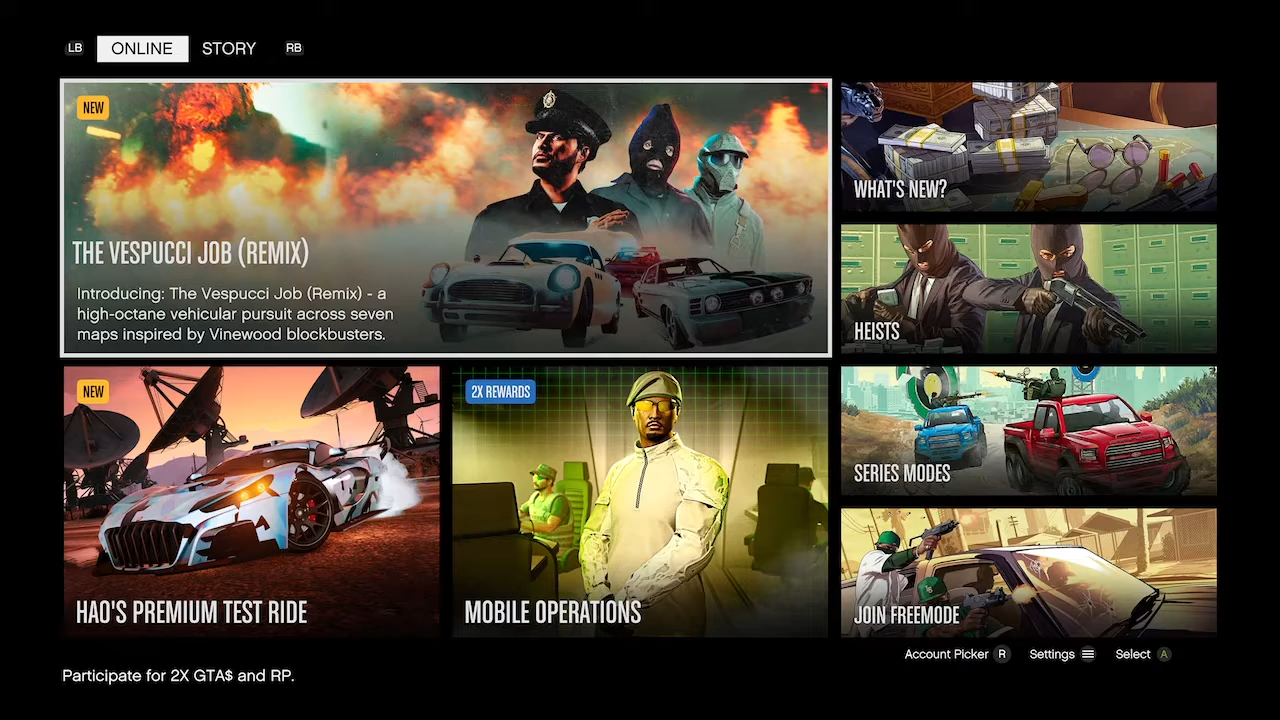 LB ONLINE STORY RB
NEW
THE VESPUCCI JOB (REMIX)
Introducing: The Vespucci Job (Remix) - a
high-octane vehicular pursuit across seven
maps inspired by Vinewood blockbusters.
WHAT'S NEW?
HEISTS
NEW
HAO'S PREMIUM TEST RIDE
2X REWARDS
MOBILE OPERATIONS
SERIES MODES
JOIN FREEMODE
Account Picker R Settings Select A
Participate for 2X GTA$ and RP.